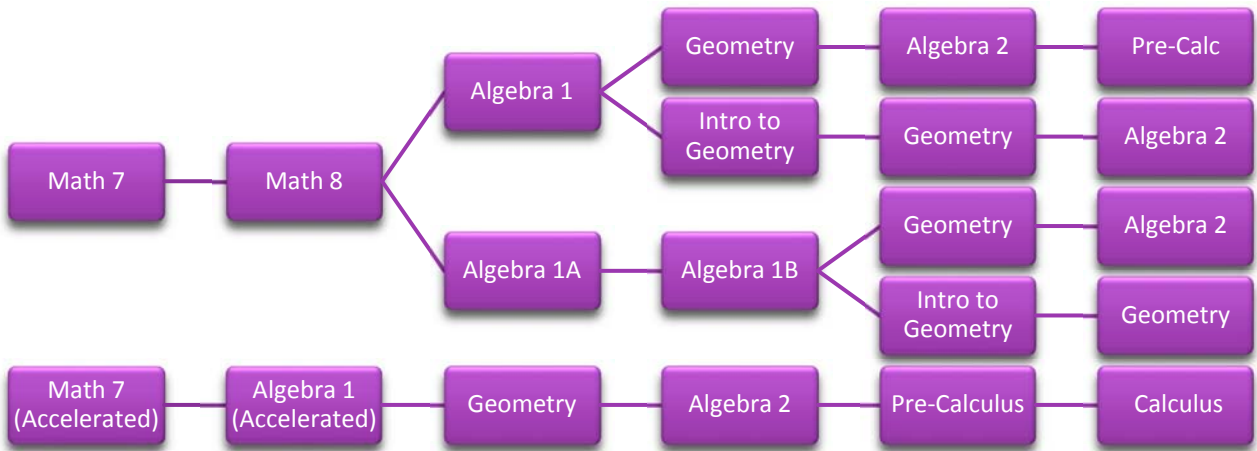 Geometry
Algebra 2
Pre-Calc
Algebra 1
Intro to
Geometry
Geometry
Algebra 2
Math 7
Math 8
Geometry
Algebra 2
Algebra 1A
Algebra 1B
Intro to
Geometry
Geometry
Math 7
(Accelerated)
Algebra 1
(Accelerated)
Geometry
Algebra 2
Pre-Calculus
Calculus